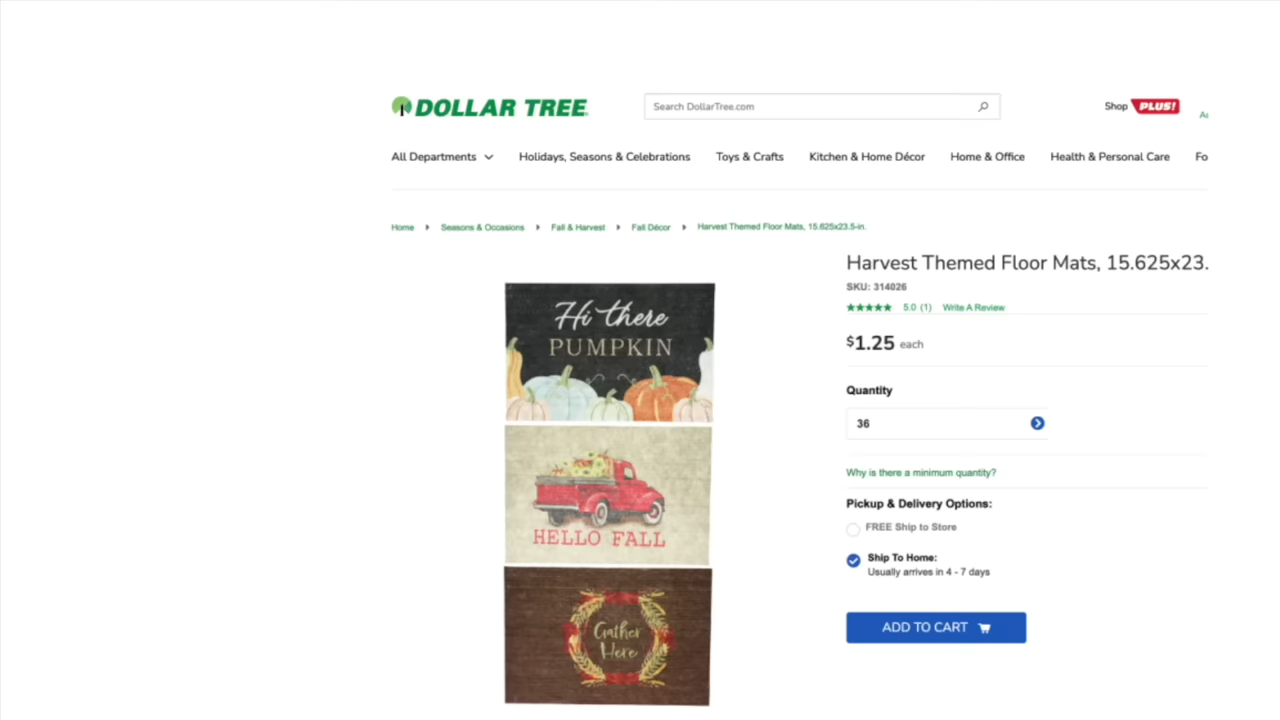 DOLLAR TREE
Search DollarTree.com
Shop PLUS!
All Departments Holidays, Seasons & Celebrations Toys & Crafts Kitchen & Home Décor Home & Office Health & Personal Care Fo
Home Seasons & Occasions Fall & Harvest Fall Décor Harvest Themed Floor Mats, 15.625x23.5-in.
Harvest Themed Floor Mats, 15.625x23.
SKU: 314026
5.0 (1) Write A Review
$1.25 each
Quantity
36
Why is there a minimum quantity?
Pickup & Delivery Options:
FREE Ship to Store
Ship To Home:
Usually arrives in 4 - 7 days
ADD TO CART
Hi there
PUMPKIN
HELLO FALL
Gather
Here